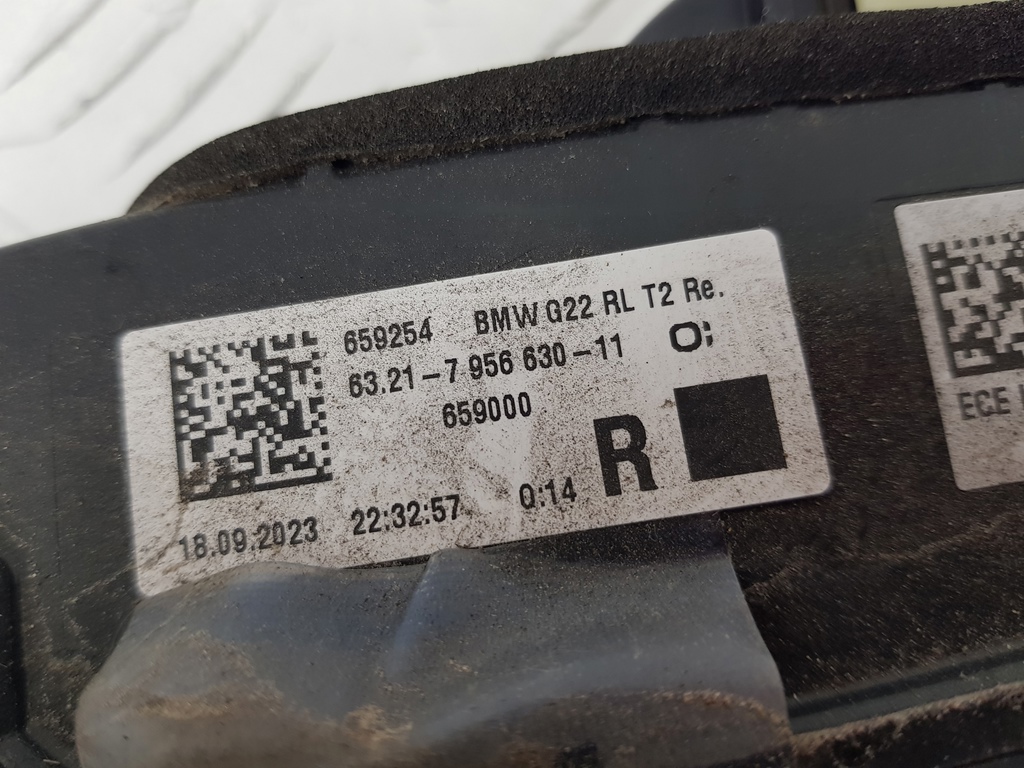 659254 BMW G22 RL T2 Re.
63.21-7 956 630-11
659000
R
18.09.2023 22:32:57 Q:14
ECE